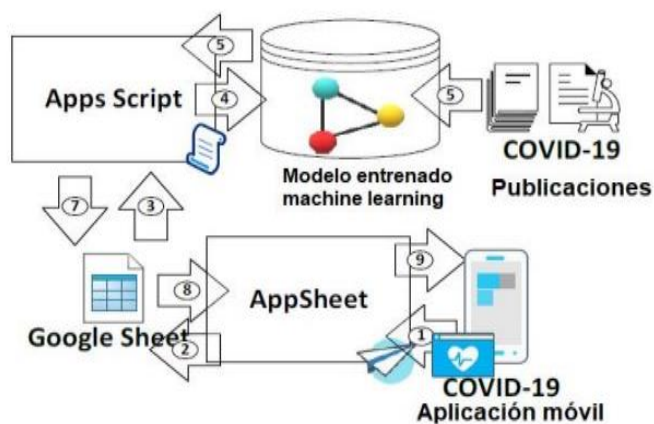 5
Apps Script
4
5
COVID-19
Publicaciones
Modelo entrenado
machine learning
7
3
9
8
AppSheet
1
Google Sheet
2
COVID-19
Aplicación móvil